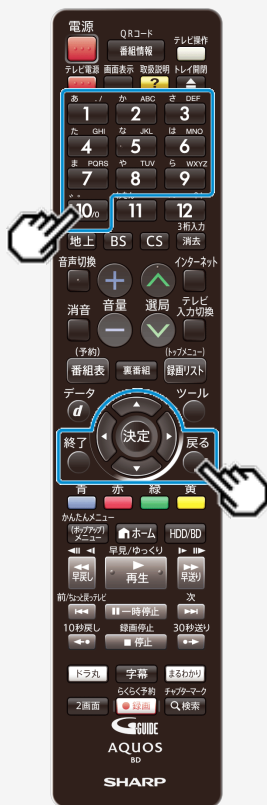 電源
QRコード
番組情報
テレビ操作
テレビ電源 画面表示 取扱説明 トレイ開閉
?
あ ./ か ABC さ DEF
1 2 3
た GHI な JKL は MNO
4 5 6
ま PQRS や TUV ら WXYZ
7 8 9
10/0 11 12
3桁入力
地上 BS CS 消去
音声切換 インターネット
消音 音量 選局 テレビ
入力切換
(予約) (トップメニュー)
番組表 裏番組 録画リスト
データ ツール
d
決定
終了 戻る
青 赤 緑 黄
かんたんメニュー
(ポップアップ)
メニュー ホーム HDD/BD
早見/ゆっくり
早戻し 再生 早送り
前/ちょっと戻っテレビ 次
一時停止
10秒戻し 録画停止 30秒送り
停止
ドラ丸 字幕 まるわかり
らくらく予約 チャプターマーク
2画面 録画 検索
G-GUIDE
AQUOS
BD
SHARP